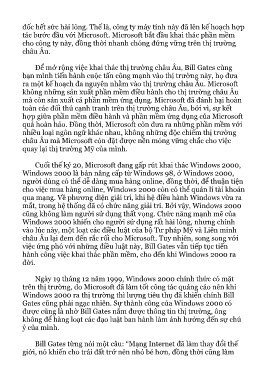 đốc hết sức hài lòng. Thế là, công ty máy tính này đã lên kế hoạch hợp
tác bước đầu với Microsoft. Microsoft bắt đầu khai thác phần mềm
cho công ty này, đồng thời nhanh chóng đứng vững trên thị trường
châu Âu.
Để mở rộng việc khai thác thị trường châu Âu, Bill Gates cùng
bạn mình tiến hành cuộc tấn công mạnh vào thị trường này, họ đưa
ra một kế hoạch đa nguyên nhằm vào thị trường châu Âu. Microsoft
không những sản xuất phần mềm điều hành cho thị trường châu Âu
mà còn sản xuất cả phần mềm ứng dụng. Microsoft đã đánh bại hoàn
toàn các đối thủ cạnh tranh trên thị trường châu Âu, bởi vì, sự kết
hợp giữa phần mềm điều hành và phần mềm ứng dụng của Microsoft
quá hoàn hảo. Đồng thời, Microsoft còn đưa ra những phần mềm với
nhiều loại ngôn ngữ khác nhau, không những độc chiếm thị trường
châu Âu mà Microsoft còn đặt được nền móng vững chắc cho việc
quay lại thị trường Mỹ của mình.
Cuối thế kỷ 20, Microsoft đang gấp rút khai thác Windows 2000,
Windows 2000 là bản nâng cấp từ Windows 98, ở Windows 2000,
người dùng có thể dễ dàng mua hàng online, đồng thời, để thuận tiện
cho việc mua hàng online, Windows 2000 còn có thể quản lí tài khoản
qua mạng. Về phương diện giải trí, khi hệ điều hành Windows vừa ra
mắt, trong hệ thống đã có chức năng giải trí. Bởi vậy, Windows 2000
cũng không làm người sử dụng thất vọng. Chức năng mạnh mẽ của
Windows 2000 khiến cho người sử dụng rất hài lòng, nhưng chính
vào lúc này, một loạt các điều luật của bộ Tư pháp Mỹ và Liên minh
châu Âu lại đem đến rắc rối cho Microsoft. Tuy nhiên, song song với
việc ứng phó với những điều luật này, Bill Gates vẫn tiếp tục tiến
hành công việc khai thác phần mềm, cho đến khi Windows 2000 ra
đời.
Ngày 19 tháng 12 năm 1999, Windows 2000 chính thức có mặt
trên thị trường, do Microsoft đã làm tốt công tác quảng cáo nên khi
Windows 2000 ra thị trường thì lượng tiêu thụ đã khiến chính Bill
Gates cũng phải ngạc nhiên. Sự thành công của Windows 2000 có
được cũng là nhờ Bill Gates nắm được thông tin thị trường, ông
không để hàng loạt các đạo luật ban hành làm ảnh hưởng đến sự chú
ý của mình.
Bill Gates từng nói một câu: “Mạng Internet đã làm thay đổi thế
giới, nó khiến cho trái đất trở nên nhỏ bé hơn, đồng thời cũng làm